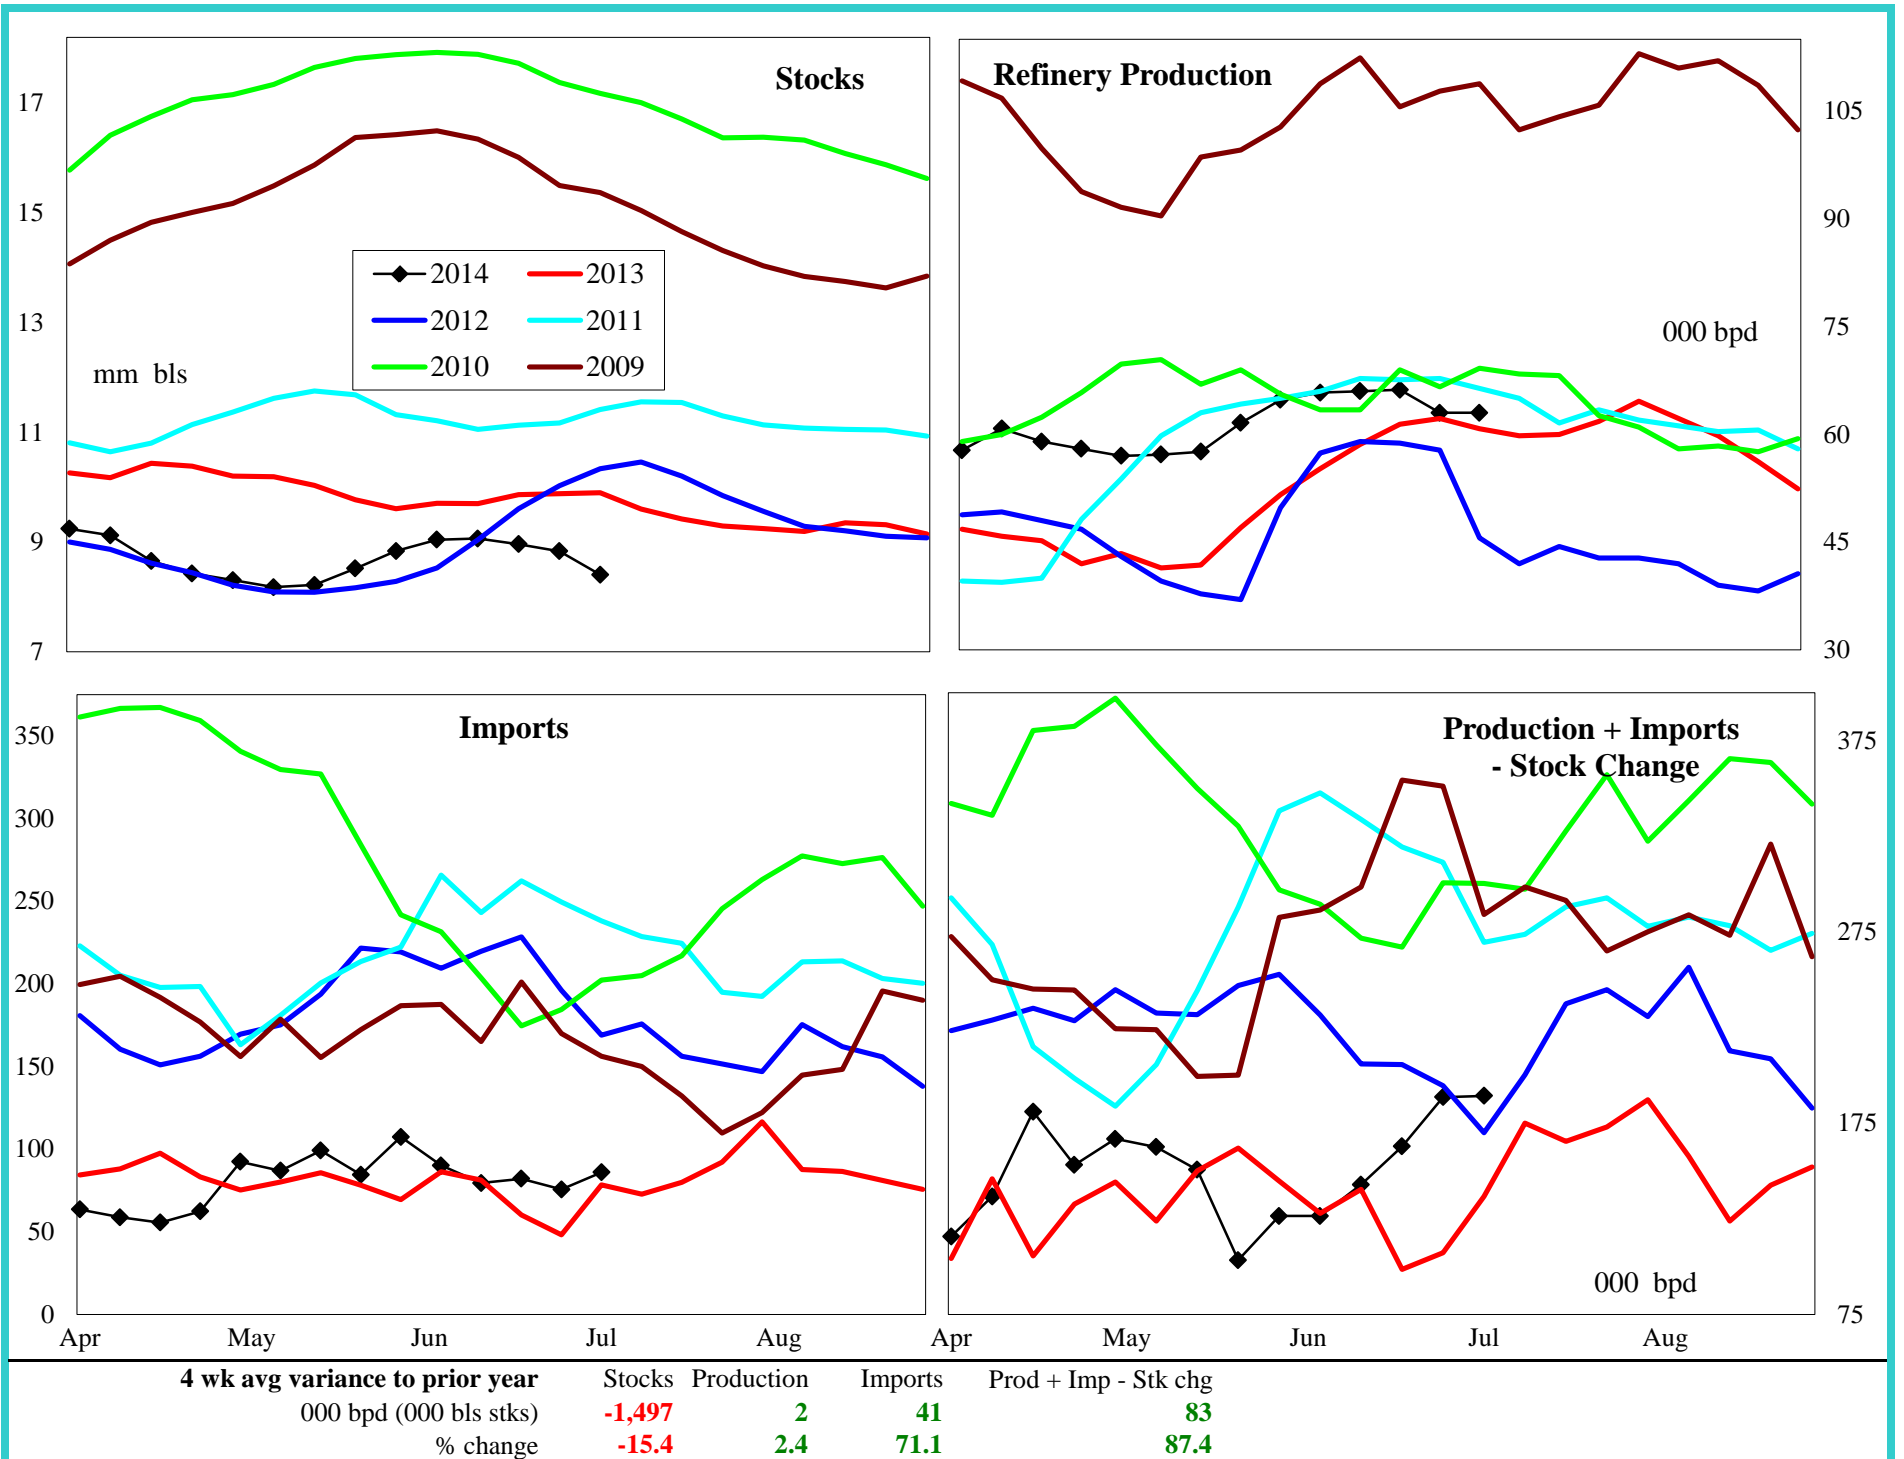 Stocks
17
15
13
11
9
7
mm bls
2014 2013
2012 2011
2010 2009
Refinery Production
000 bpd
105
90
75
60
45
30
Imports
350
300
250
200
150
100
50
0
Apr May Jun Jul Aug
Production + Imports
- Stock Change
000 bpd
375
275
175
75
Apr May Jun Jul Aug
4 wk avg variance to prior year Stocks Production Imports Prod + Imp - Stk chg
000 bpd (000 bls stks) -1,497 2 41 83
% change -15.4 2.4 71.1 87.4